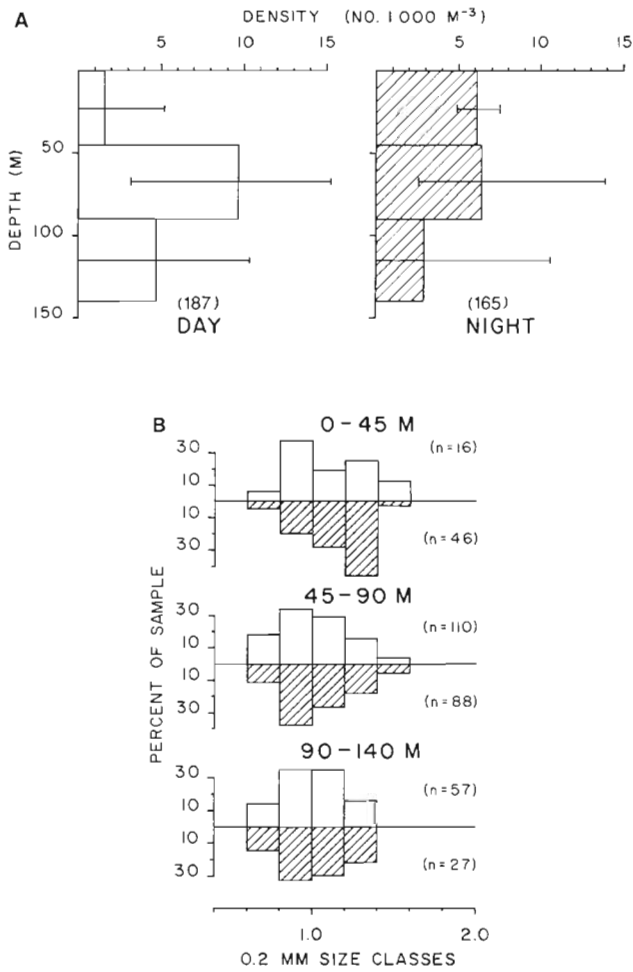 A
DENSITY (NO. 1000 M⁻³)
5 15 5 15
50
100
150
DEPTH (M)
(187)
DAY
(165)
NIGHT
B
0-45 M
30
10
10
30
(n=16)
(n=46)
45-90 M
30
10
10
30
(n=110)
(n=88)
90-140 M
30
10
10
30
(n=57)
(n=27)
PERCENT OF SAMPLE
1.0 2.0
0.2 MM SIZE CLASSES